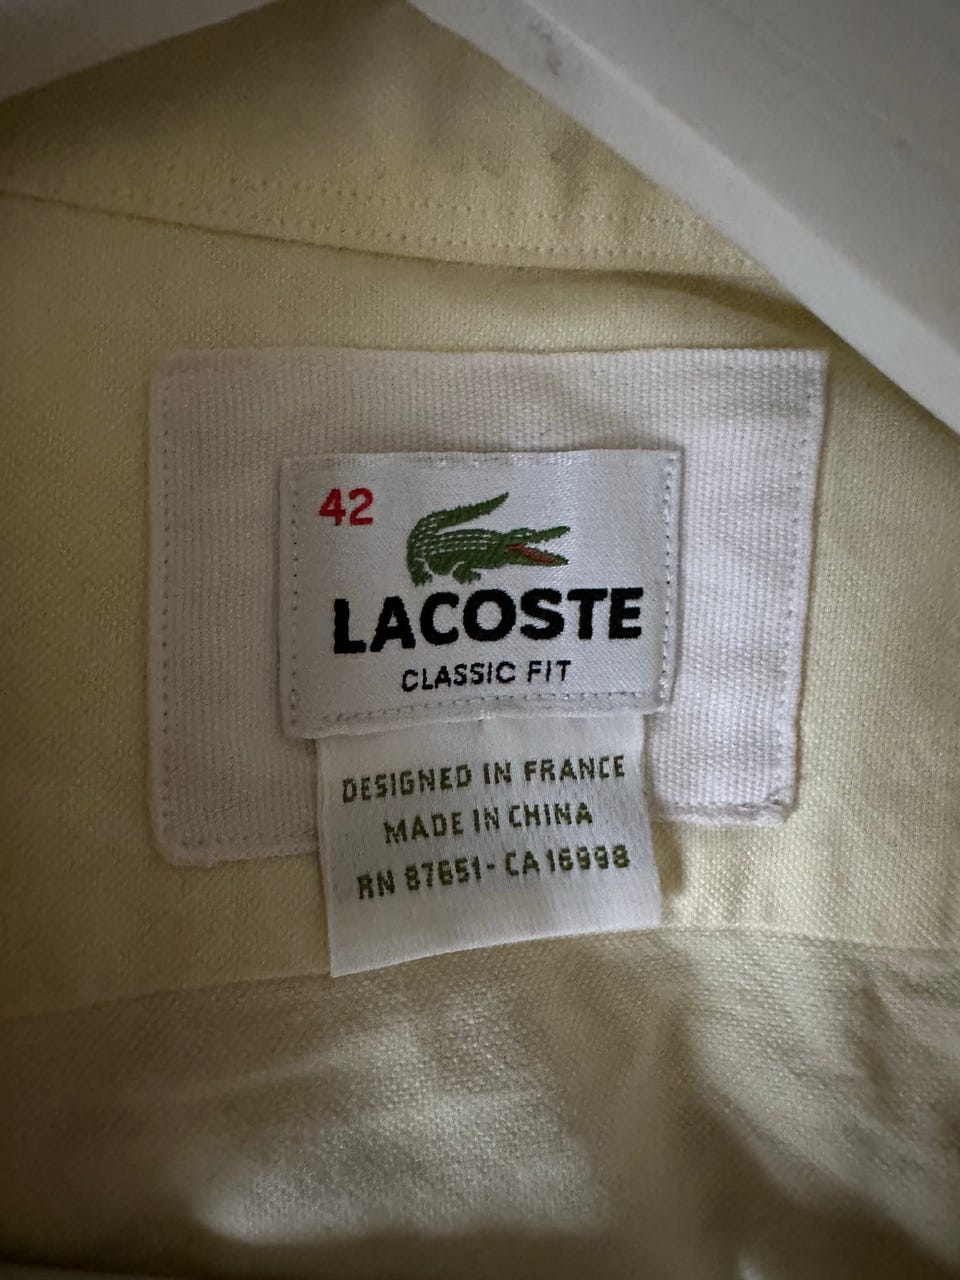 42
LACOSTE
CLASSIC FIT
DESIGNED IN FRANCE
MADE IN CHINA
RN 87651- CA 16998